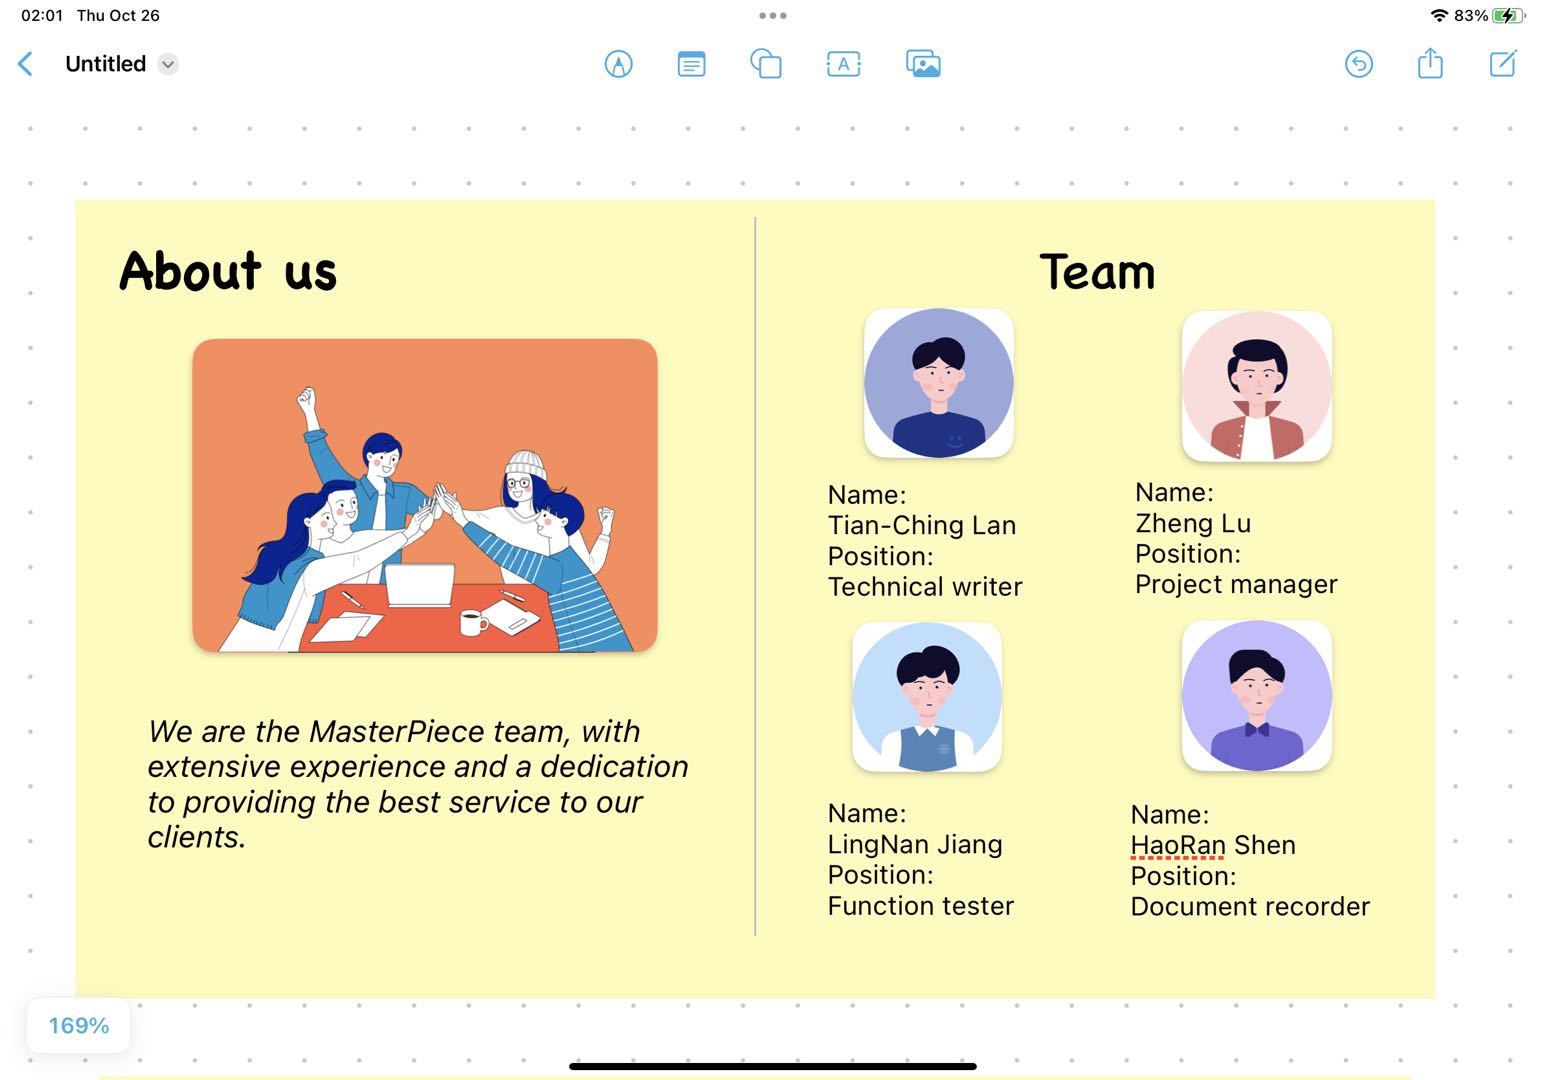 02:01 Thu Oct 26
83%
Untitled
A
About us
We are the MasterPiece team, with
extensive experience and a dedication
to providing the best service to our
clients.
Team
Name:
Tian-Ching Lan
Position:
Technical writer
Name:
Zheng Lu
Position:
Project manager
Name:
LingNan Jiang
Position:
Function tester
Name:
HaoRan Shen
Position:
Document recorder
169%